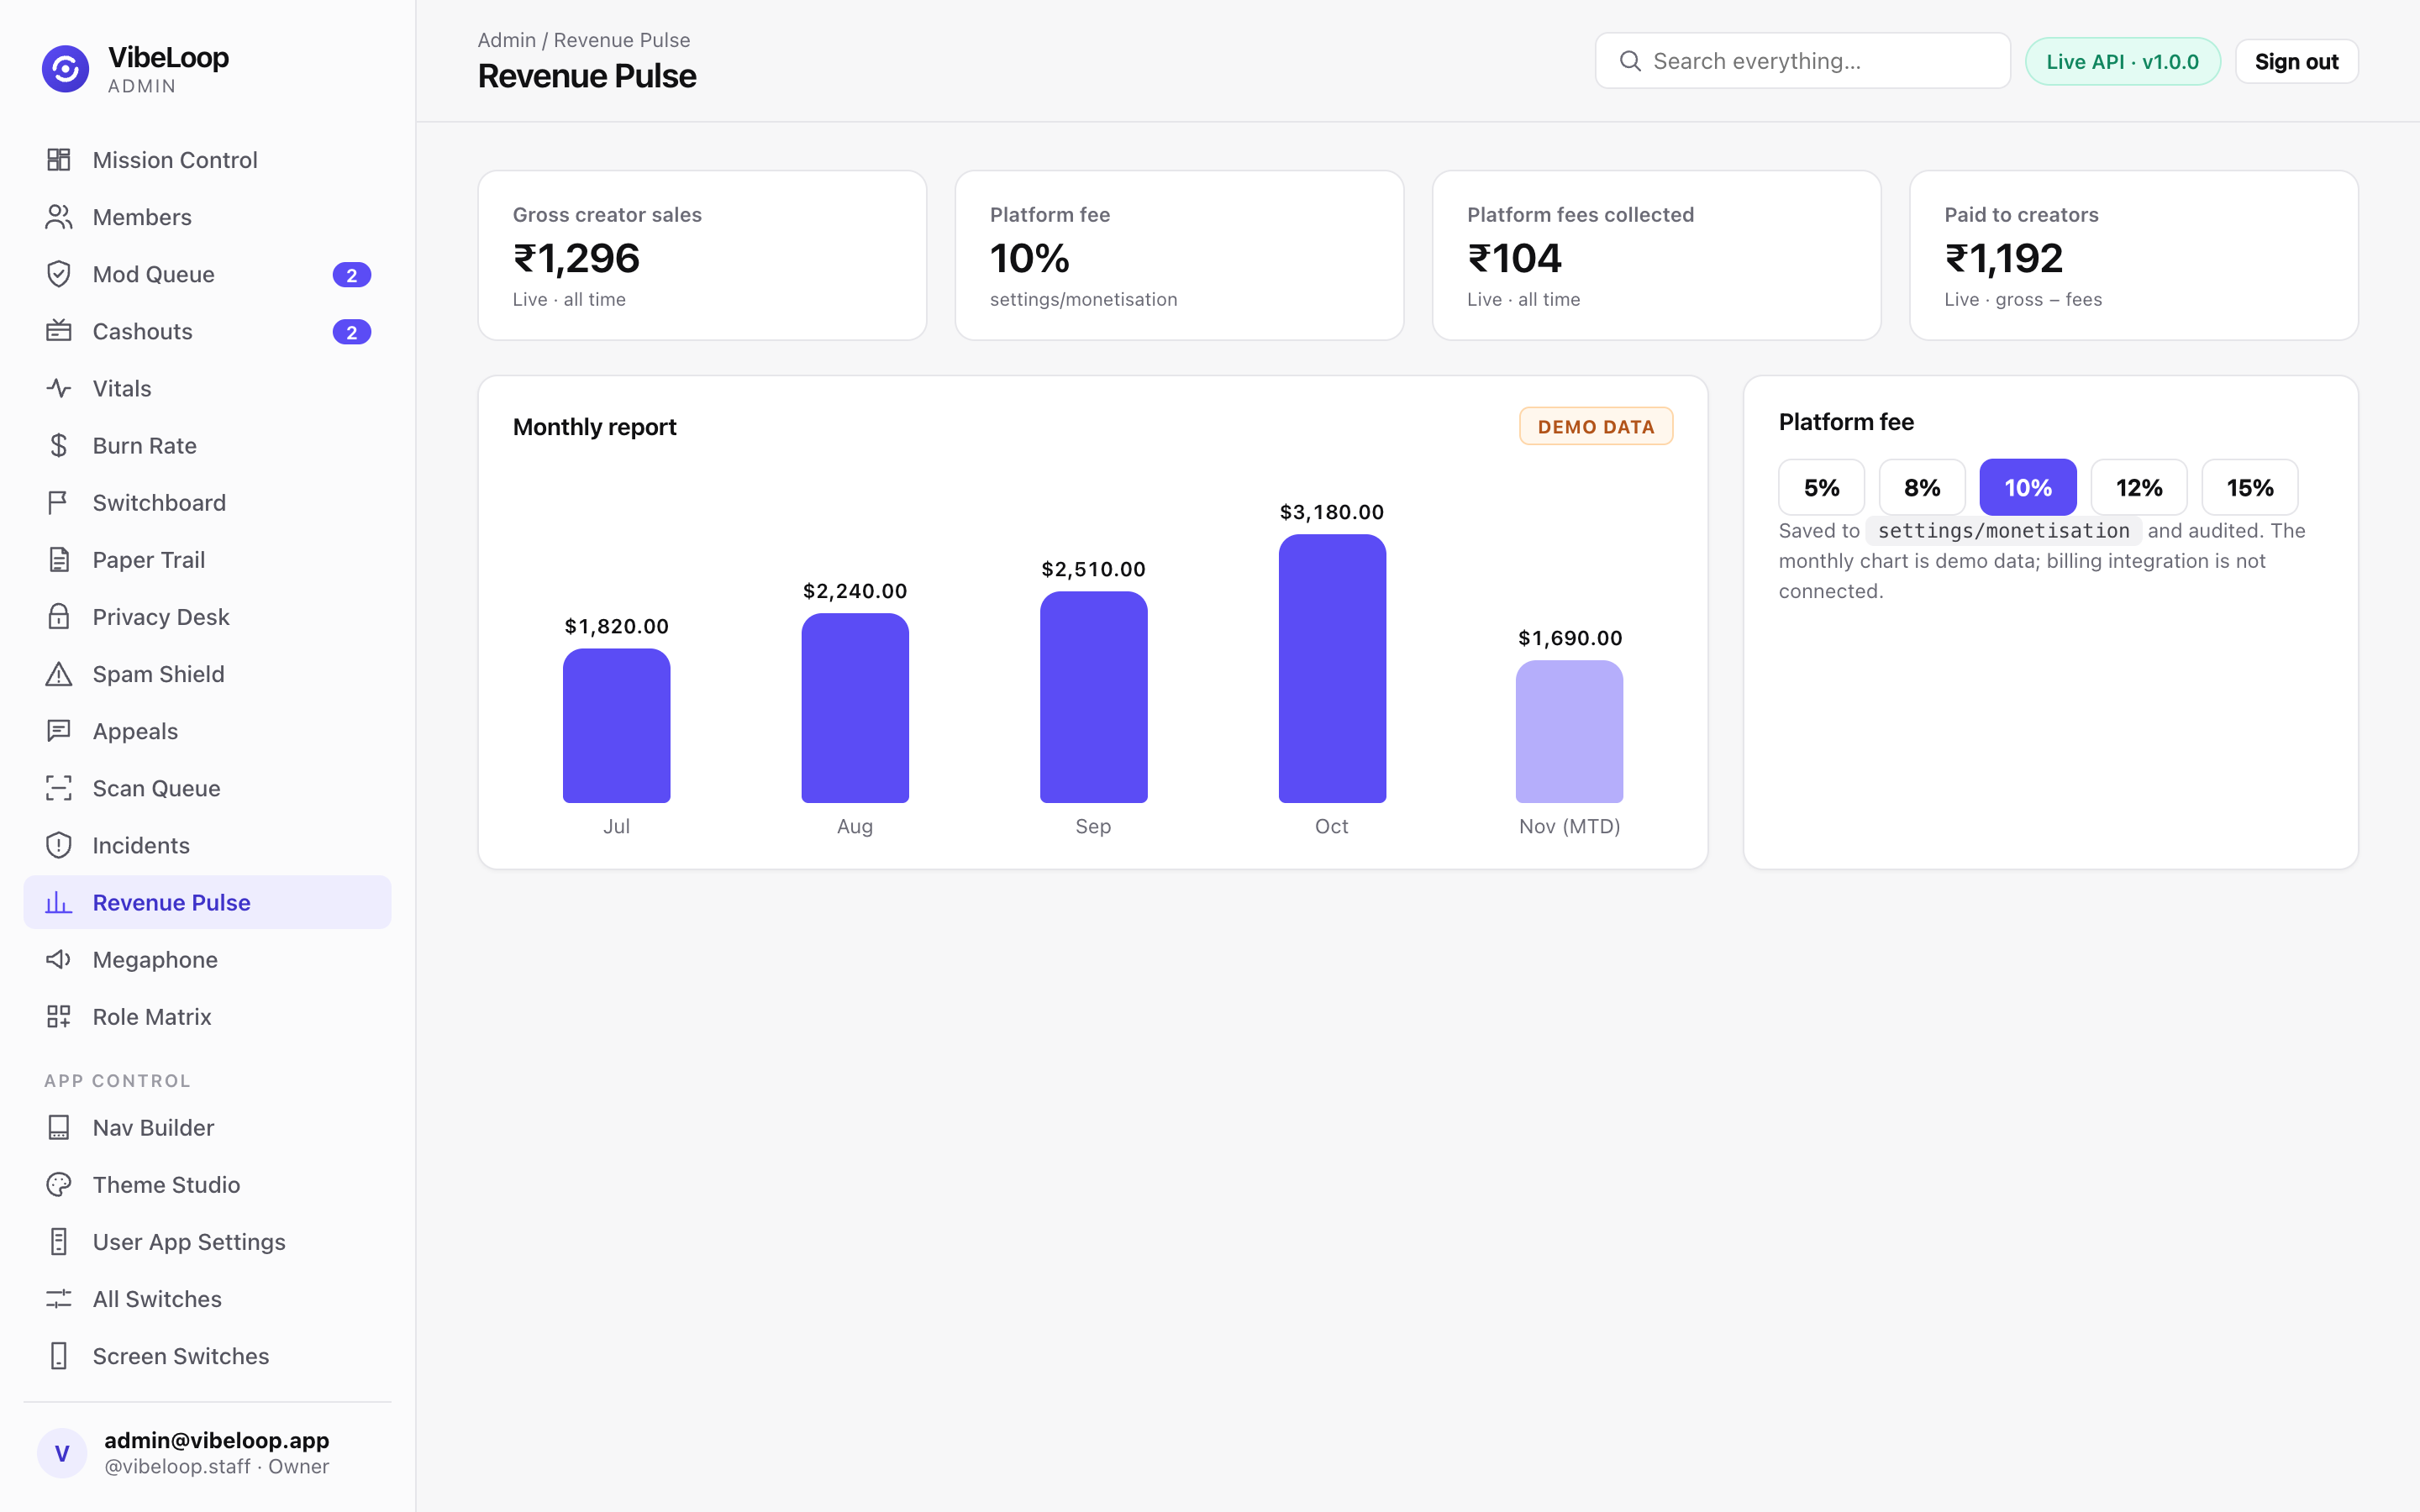 VibeLoop
ADMIN
Mission Control
Members
Mod Queue 2
Cashouts 2
Vitals
Burn Rate
Switchboard
Paper Trail
Privacy Desk
Spam Shield
Appeals
Scan Queue
Incidents
Revenue Pulse
Megaphone
Role Matrix
APP CONTROL
Nav Builder
Theme Studio
User App Settings
All Switches
Screen Switches
V
admin@vibeloop.app
@vibeloop.staff · Owner
Admin / Revenue Pulse
Revenue Pulse
Search everything...
Live API · v1.0.0
Sign out
Gross creator sales
₹1,296
Live · all time
Platform fee
10%
settings/monetisation
Platform fees collected
₹104
Live · all time
Paid to creators
₹1,192
Live · gross – fees
Monthly report
DEMO DATA
$1,820.00
$2,240.00
$2,510.00
$3,180.00
$1,690.00
Jul
Aug
Sep
Oct
Nov (MTD)
Platform fee
5% 8% 10% 12% 15%
Saved to settings/monetisation and audited. The
monthly chart is demo data; billing integration is not
connected.